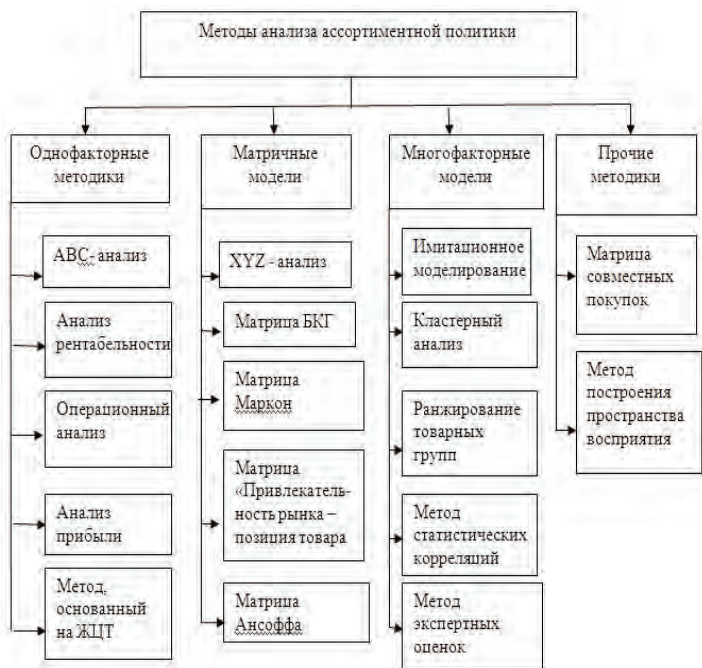 Методы анализа ассортиментной политики
Однофакторные
методики
АВС- анализ
Анализ
рентабельности
Операционный
анализ
Анализ
прибыли
Метод,
основанный
на ЖЦТ
Матричные
модели
XYZ - анализ
Матрица БКГ
Матрица
Маркон
Матрица
«Привлекатель-
ность рынка –
позиция товара
Матрица
Ансоффа
Многофакторные
модели
Имитационное
моделирование
Кластерный
анализ
Ранжирование
товарных
групп
Метод
статистических
корреляций
Метод
экспертных
оценок
Прочие
методики
Матрица
совместных
покупок
Метод
построения
пространства
восприятия